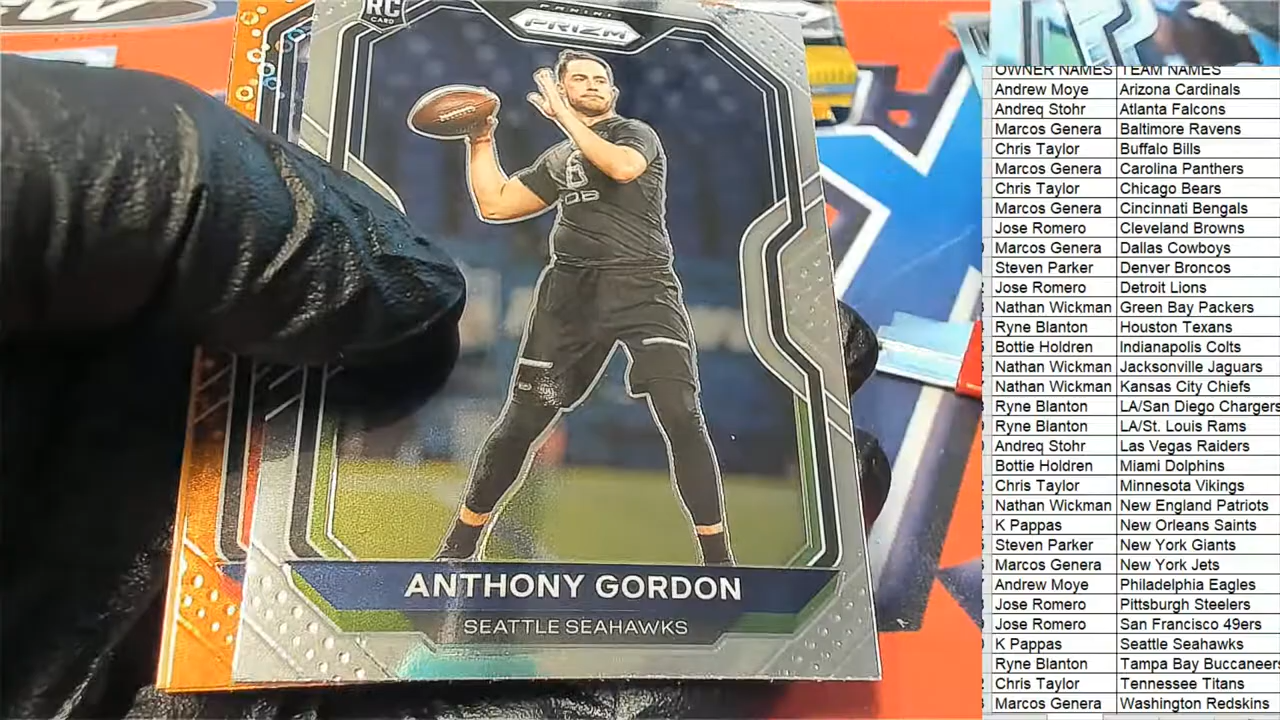 RC
CARD
PANINI
PRIZM
6
QB
ANTHONY GORDON
SEATTLE SEAHAWKS
OWNER NAMES TEAM NAMES
Andrew Moye Arizona Cardinals
Andreq Stohr Atlanta Falcons
Marcos Genera Baltimore Ravens
Chris Taylor Buffalo Bills
Marcos Genera Carolina Panthers
Chris Taylor Chicago Bears
Marcos Genera Cincinnati Bengals
Jose Romero Cleveland Browns
Marcos Genera Dallas Cowboys
Steven Parker Denver Broncos
Jose Romero Detroit Lions
Nathan Wickman Green Bay Packers
Ryne Blanton Houston Texans
Bottie Holdren Indianapolis Colts
Nathan Wickman Jacksonville Jaguars
Nathan Wickman Kansas City Chiefs
Ryne Blanton LA/San Diego Chargers
Ryne Blanton LA/St. Louis Rams
Andreq Stohr Las Vegas Raiders
Bottie Holdren Miami Dolphins
Chris Taylor Minnesota Vikings
Nathan Wickman New England Patriots
K Pappas New Orleans Saints
Steven Parker New York Giants
Marcos Genera New York Jets
Andrew Moye Philadelphia Eagles
Jose Romero Pittsburgh Steelers
Jose Romero San Francisco 49ers
K Pappas Seattle Seahawks
Ryne Blanton Tampa Bay Buccaneers
Chris Taylor Tennessee Titans
Marcos Genera Washington Redskins